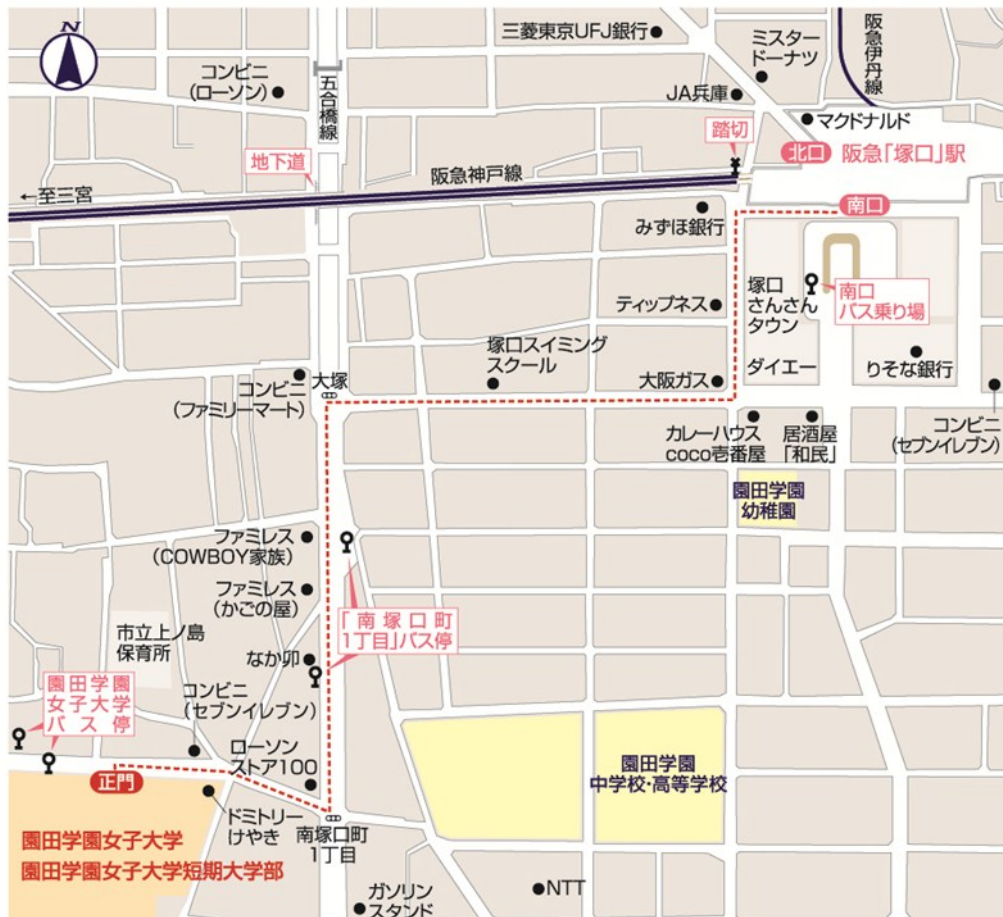 N
三菱東京UFJ銀行
ミスター
ドーナツ
阪急伊丹線
コンビニ
(ローソン)
五合橋線
JA兵庫
マクドナルド
踏切
北口
阪急「塚口」駅
地下道
阪急神戸線
←至三宮
南口
みずほ銀行
塚口
さんさん
タウン
南口
バス乗り場
ティップネス
塚口スイミング
スクール
ダイエー
りそな銀行
大阪ガス
大塚
コンビニ
(ファミリーマート)
カレーハウス
coco壱番屋
居酒屋
「和民」
コンビニ
(セブンイレブン)
園田学園
幼稚園
ファミレス
(COWBOY家族)
ファミレス
(かごの屋)
「南塚口町
1丁目」バス停
市立上ノ島
保育所
なか卯
園田学園
女子大学
バス停
コンビニ
(セブンイレブン)
ローソン
ストア100
正門
園田学園
中学校・高等学校
ドミトリー
けやき
南塚口町
1丁目
園田学園女子大学
園田学園女子大学短期大学部
ガソリン
スタンド
NTT